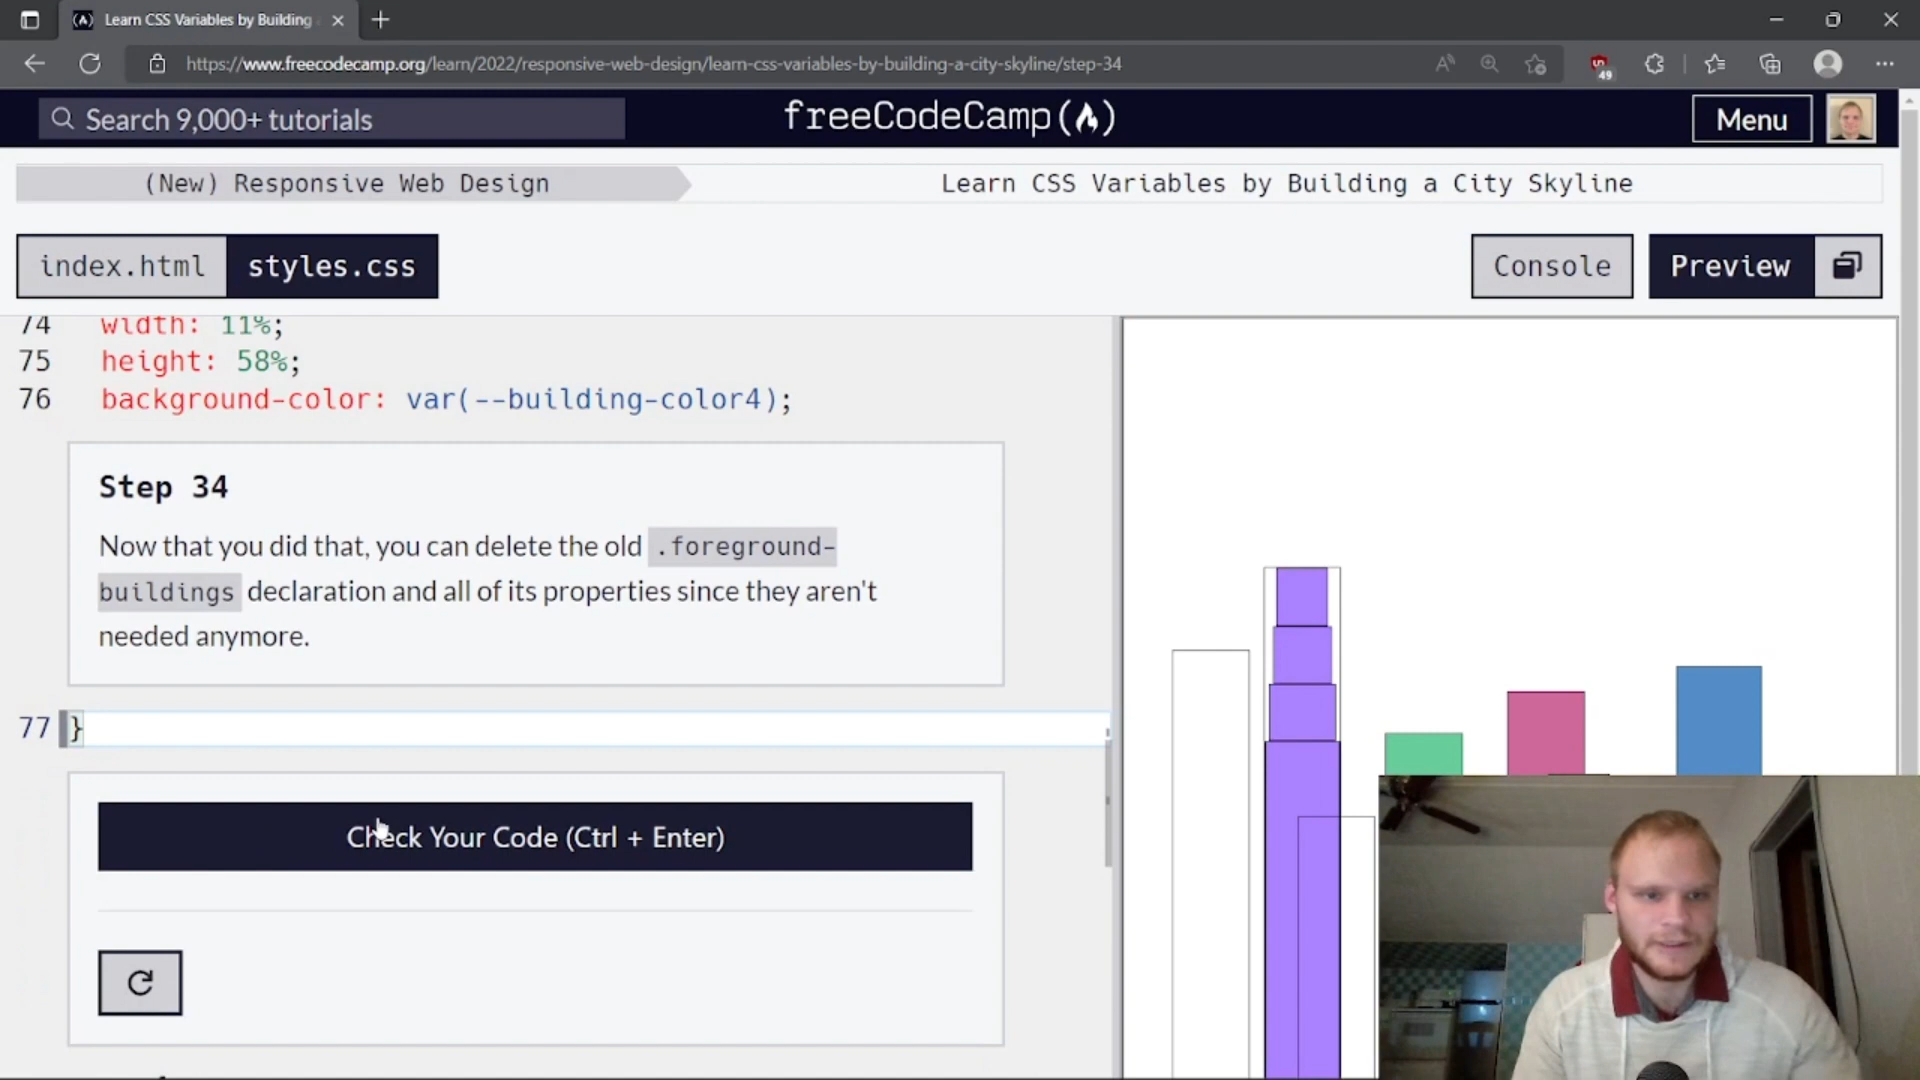 Learn CSS Variables by Building
https://www.freecodecamp.org/learn/2022/responsive-web-design/learn-css-variables-by-building-a-city-skyline/step-34
49
Search 9,000+ tutorials
freeCodeCamp
Menu
(New) Responsive Web Design
Learn CSS Variables by Building a City Skyline
index.html
styles.css
Console
Preview
74 width: 11%;
75 height: 58%;
76 background-color: var(--building-color4);
Step 34
Now that you did that, you can delete the old .foreground-
buildings declaration and all of its properties since they aren't
needed anymore.
77 }
Check Your Code (Ctrl + Enter)